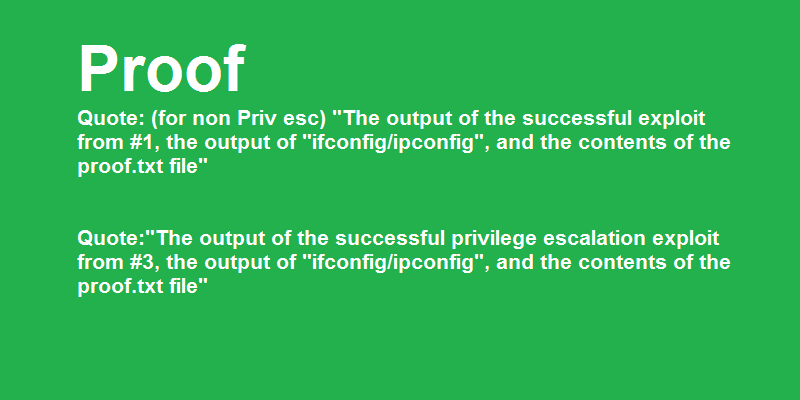 Proof
Quote: (for non Priv esc) "The output of the successful exploit
from #1, the output of "ifconfig/ipconfig", and the contents of the
proof.txt file"
Quote:"The output of the successful privilege escalation exploit
from #3, the output of "ifconfig/ipconfig", and the contents of the
proof.txt file"